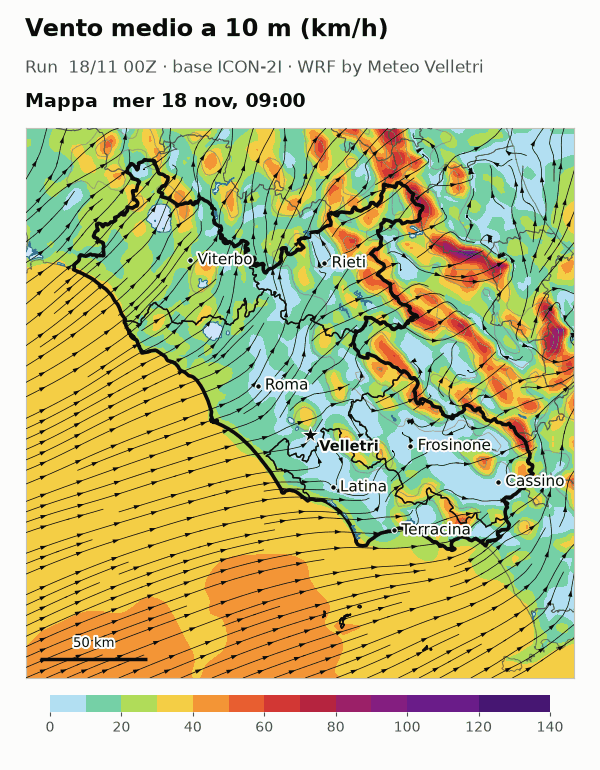 Vento medio a 10 m (km/h)
Run 18/11 00Z · base ICON-2I · WRF by Meteo Velletri
Mappa mer 18 nov, 09:00
Viterbo
Rieti
Roma
Velletri
Frosinone
Latina
Cassino
Terracina
50 km
0 20 40 60 80 100 120 140